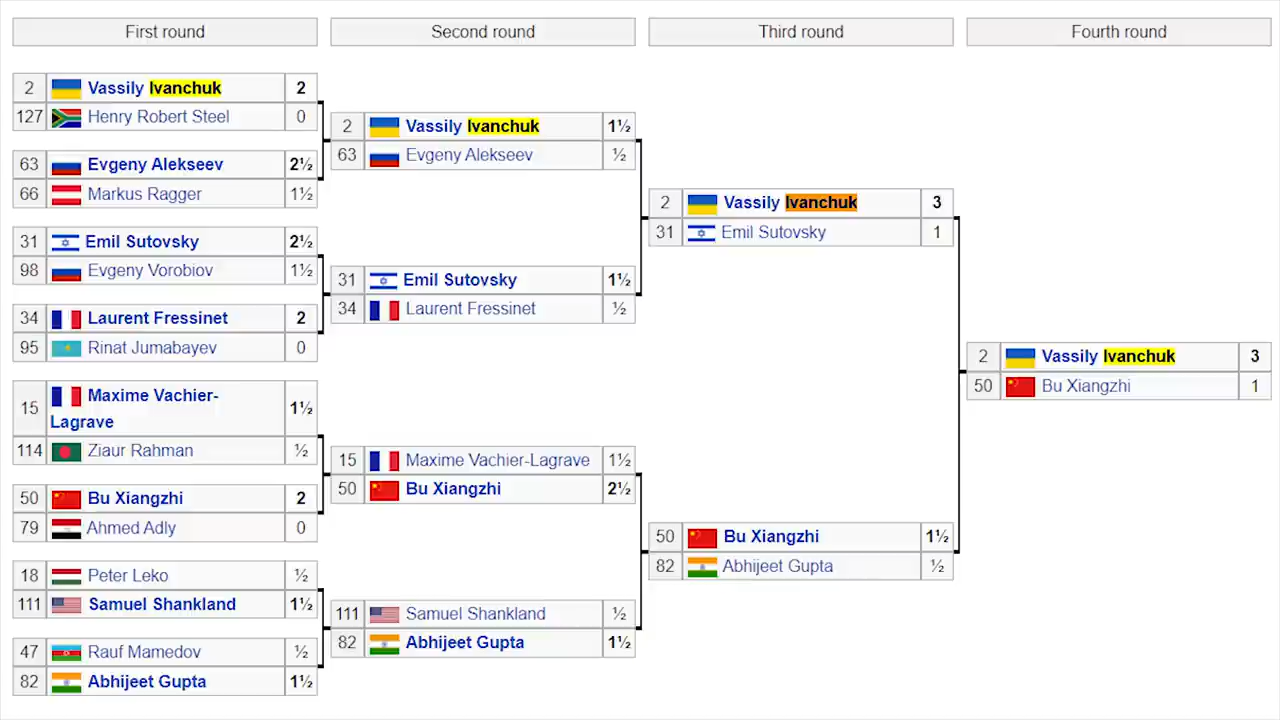 First round Second round Third round Fourth round
2 Vassily Ivanchuk 2
127 Henry Robert Steel 0
63 Evgeny Alekseev 2½
66 Markus Ragger 1½
31 Emil Sutovsky 2½
98 Evgeny Vorobiov 1½
34 Laurent Fressinet 2
95 Rinat Jumabayev 0
15 Maxime Vachier-
Lagrave 1½
114 Ziaur Rahman ½
50 Bu Xiangzhi 2
79 Ahmed Adly 0
18 Peter Leko ½
111 Samuel Shankland 1½
47 Rauf Mamedov ½
82 Abhijeet Gupta 1½
2 Vassily Ivanchuk 1½
63 Evgeny Alekseev ½
31 Emil Sutovsky 1½
34 Laurent Fressinet ½
15 Maxime Vachier-Lagrave 1½
50 Bu Xiangzhi 2½
111 Samuel Shankland ½
82 Abhijeet Gupta 1½
2 Vassily Ivanchuk 3
31 Emil Sutovsky 1
50 Bu Xiangzhi 1½
82 Abhijeet Gupta ½
2 Vassily Ivanchuk 3
50 Bu Xiangzhi 1